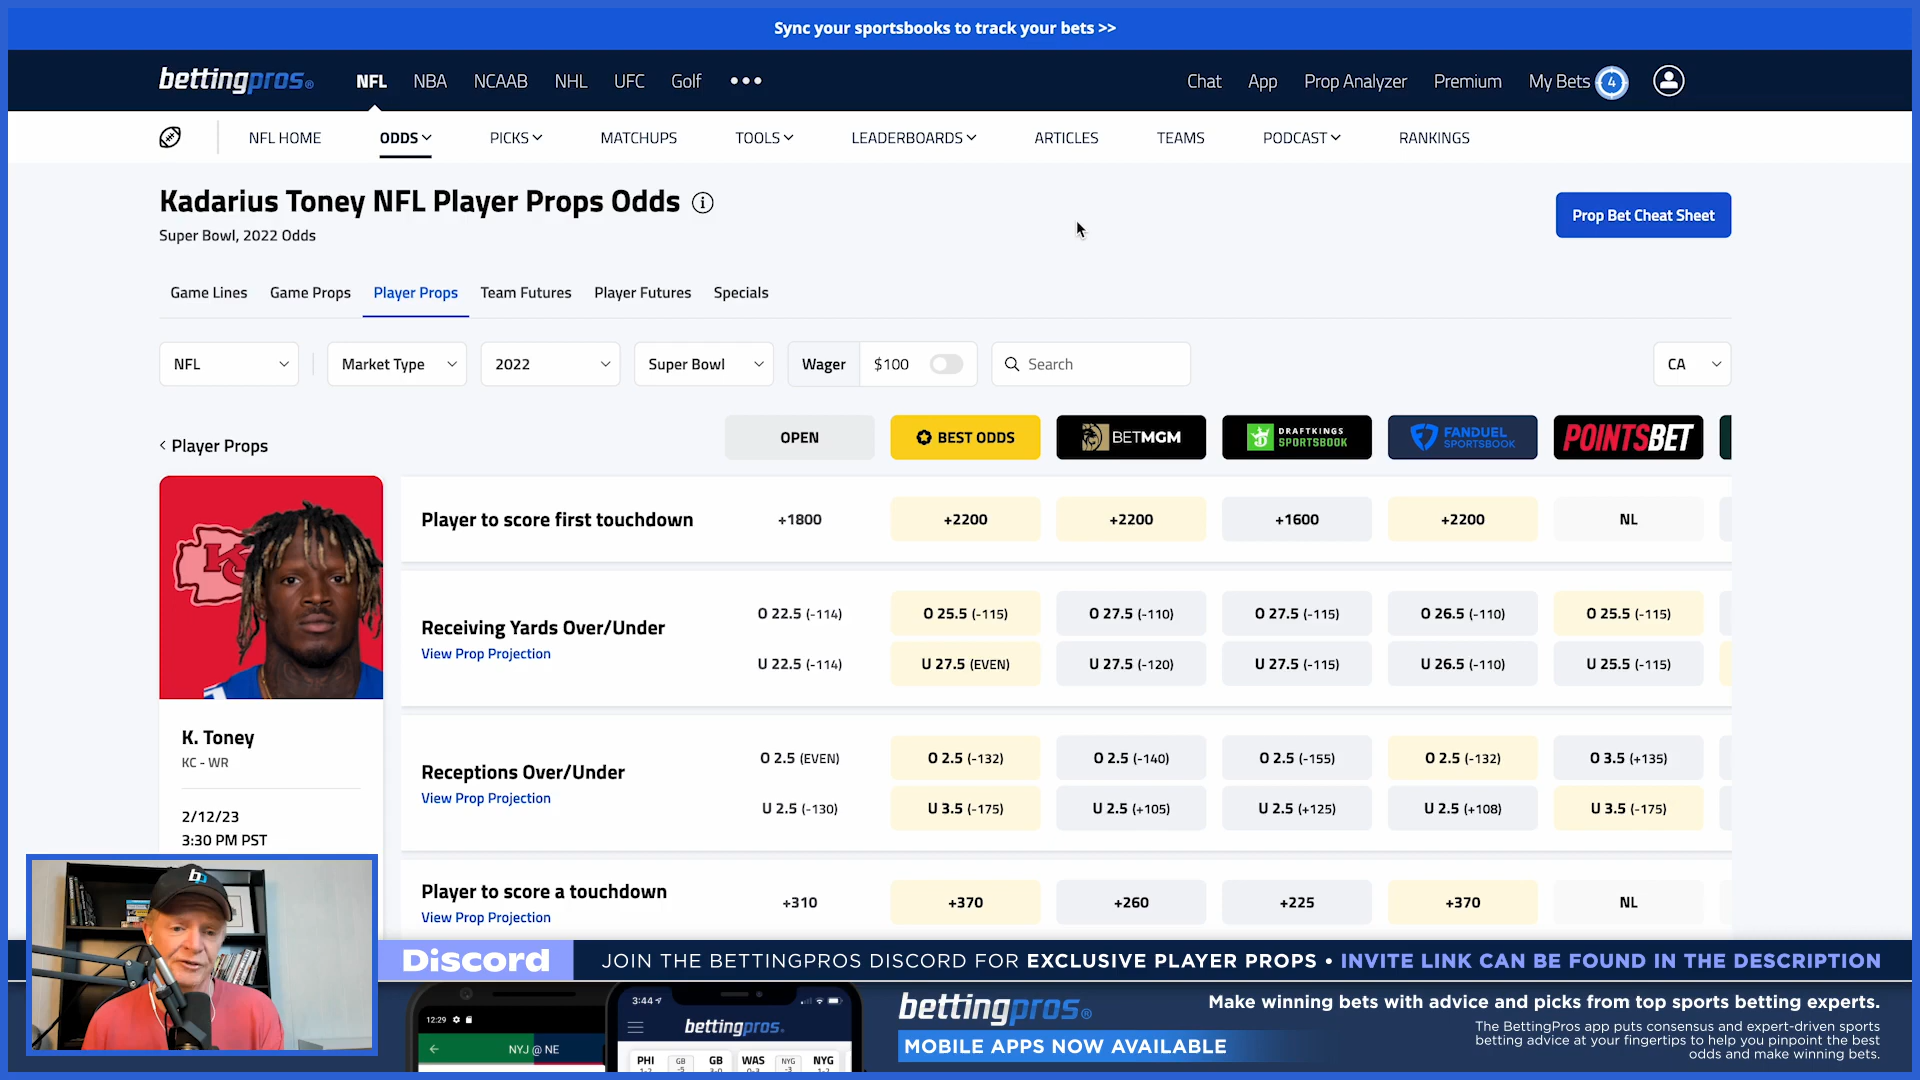 Sync your sportsbooks to track your bets >>
bettingpros® NFL NBA NCAAB NHL UFC Golf ••• Chat App Prop Analyzer Premium My Bets 4
NFL HOME ODDS PICKS MATCHUPS TOOLS LEADERBOARDS ARTICLES TEAMS PODCAST RANKINGS
Kadarius Toney NFL Player Props Odds
Super Bowl, 2022 Odds
Prop Bet Cheat Sheet
Game Lines Game Props Player Props Team Futures Player Futures Specials
NFL Market Type 2022 Super Bowl Wager $100 Search CA
< Player Props
OPEN BEST ODDS BETMGM DRAFTKINGS SPORTSBOOK FANDUEL SPORTSBOOK POINTSBET
Player to score first touchdown +1800 +2200 +2200 +1600 +2200 NL
O 22.5 (-114) O 25.5 (-115) O 27.5 (-110) O 27.5 (-115) O 26.5 (-110) O 25.5 (-115)
Receiving Yards Over/Under
View Prop Projection
U 22.5 (-114) U 27.5 (EVEN) U 27.5 (-120) U 27.5 (-115) U 26.5 (-110) U 25.5 (-115)
KC
K. Toney
KC - WR
2/12/23
3:30 PM PST
O 2.5 (EVEN) O 2.5 (-132) O 2.5 (-140) O 2.5 (-155) O 2.5 (-132) O 3.5 (+135)
Receptions Over/Under
View Prop Projection
U 2.5 (-130) U 3.5 (-175) U 2.5 (+105) U 2.5 (+125) U 2.5 (+108) U 3.5 (-175)
Player to score a touchdown
View Prop Projection
+310 +370 +260 +225 +370 NL
bp
Discord JOIN THE BETTINGPROS DISCORD FOR EXCLUSIVE PLAYER PROPS • INVITE LINK CAN BE FOUND IN THE DESCRIPTION
12:29
NYJ @ NE
3:44
bettingpros.
PHI GB -5 GB WAS NYG -3 NYG
bettingpros®
MOBILE APPS NOW AVAILABLE
Make winning bets with advice and picks from top sports betting experts.
The BettingPros app puts consensus and expert-driven sports
betting advice at your fingertips to help you pinpoint the best
odds and make winning bets.